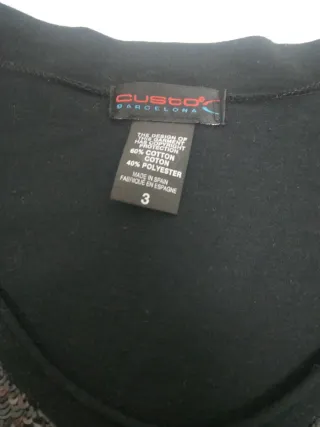 custo
BARCELONA
THE DESIGN OF
THIS GARMENT
HAS COPYRIGHT
PROTECTION
60% COTTON
COTON
40% POLYESTER
MADE IN SPAIN
FABRIQUÉ EN ESPAGNE
3